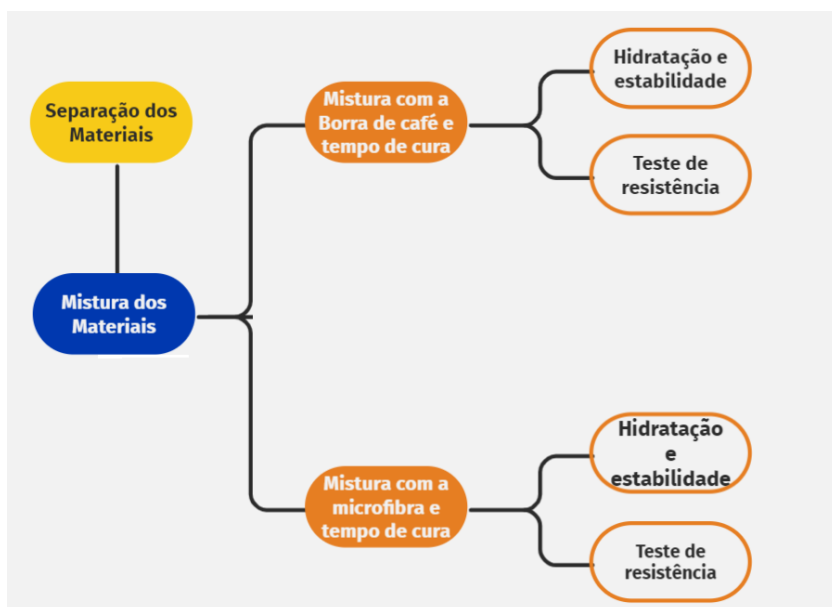 Separação dos
Materiais
Mistura dos
Materiais
Mistura com a
Borra de café e
tempo de cura
Hidratação e
estabilidade
Teste de
resistência
Mistura com a
microfibra e
tempo de cura
Hidratação
e
estabilidade
Teste de
resistência